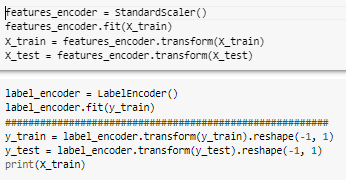 features_encoder = StandardScaler()
features_encoder.fit(X_train)
X_train = features_encoder.transform(X_train)
X_test = features_encoder.transform(X_test)
label_encoder = LabelEncoder()
label_encoder.fit(y_train)
########################################################
y_train = label_encoder.transform(y_train).reshape(-1, 1)
y_test = label_encoder.transform(y_test).reshape(-1, 1)
print(X_train)